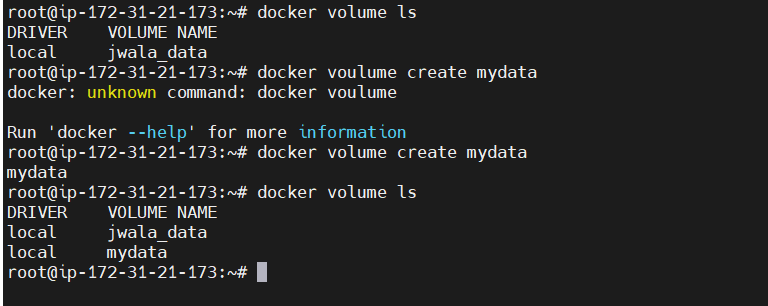 root@ip-172-31-21-173:~# docker volume ls
DRIVER    VOLUME NAME
local     jwala_data
root@ip-172-31-21-173:~# docker voulume create mydata
docker: unknown command: docker voulume

Run 'docker --help' for more information
root@ip-172-31-21-173:~# docker volume create mydata
mydata
root@ip-172-31-21-173:~# docker volume ls
DRIVER    VOLUME NAME
local     jwala_data
local     mydata
root@ip-172-31-21-173:~#